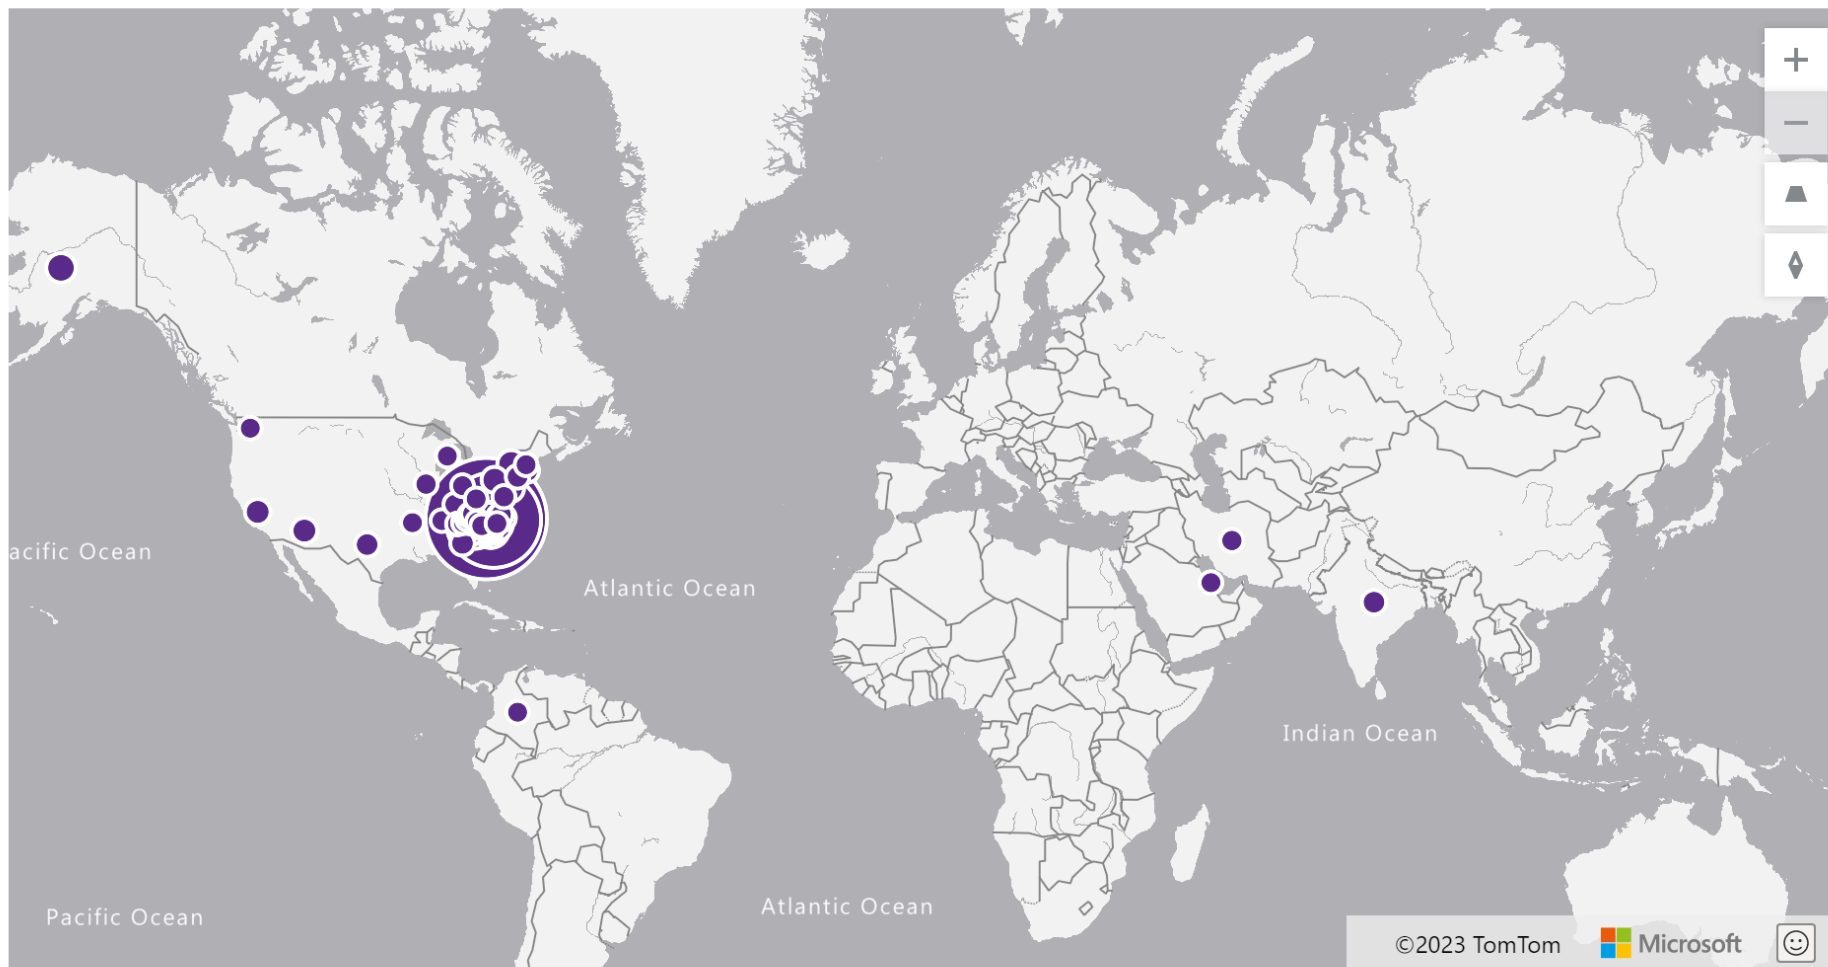 acific Ocean
Atlantic Ocean
Indian Ocean
Pacific Ocean
Atlantic Ocean
©2023 TomTom
Microsoft